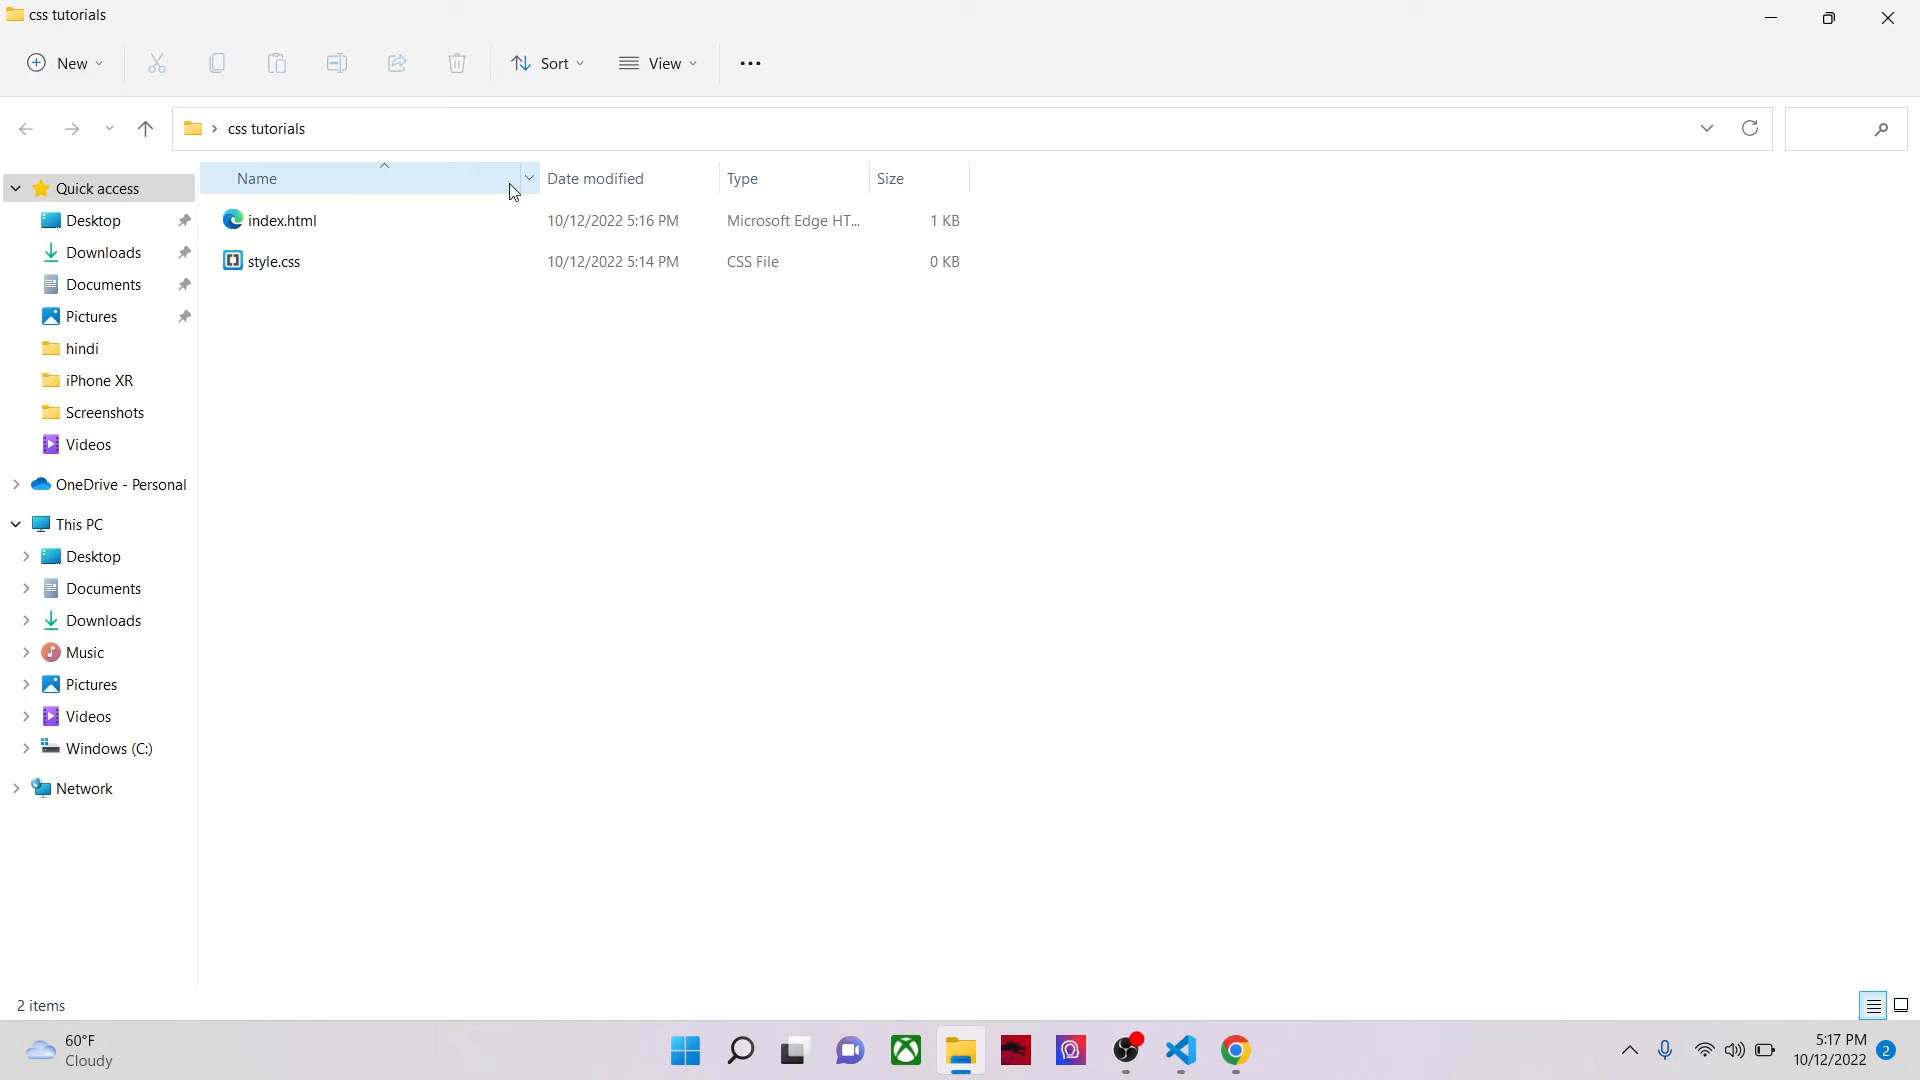 css tutorials
New
Sort
View
css tutorials
Name Date modified Type Size
Quick access
index.html 10/12/2022 5:16 PM Microsoft Edge HT... 1 KB
Desktop
style.css 10/12/2022 5:14 PM CSS File 0 KB
Downloads
Documents
Pictures
hindi
iPhone XR
Screenshots
Videos
OneDrive - Personal
This PC
Desktop
Documents
Downloads
Music
Pictures
Videos
Windows (C:)
Network
2 items
60°F
Cloudy
5:17 PM
10/12/2022
2